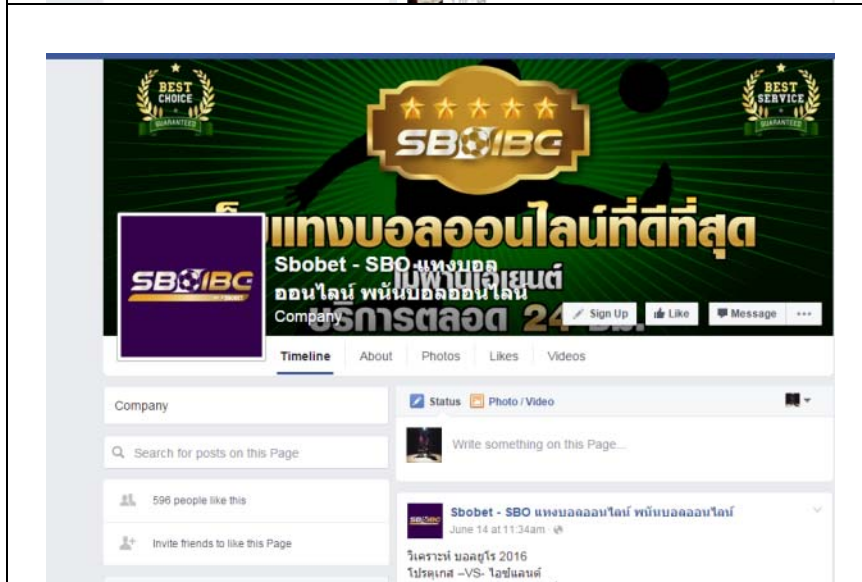 BEST
CHOICE
GUARANTEED
BEST
SERVICE
GUARANTEED
SBOIBC
แทงบอลออนไลน์ที่ดีที่สุด
ไม่ผ่านเอเยนต์
บริการตลอด 24 ชม.
SBOIBC
Sbobet - SBO แทงบอล
ออนไลน์ พนันบอลออนไลน์
Company
Sign Up Like Message
Timeline About Photos Likes Videos
Company
Search for posts on this Page
596 people like this
Invite friends to like this Page
Status Photo / Video
Write something on this Page...
Sbobet - SBO แทงบอลออนไลน์ พนันบอลออนไลน์
June 14 at 11:34am
วิเคราะห์ บอลยูโร 2016
โปรตุเกส –VS- ไอซ์แลนด์